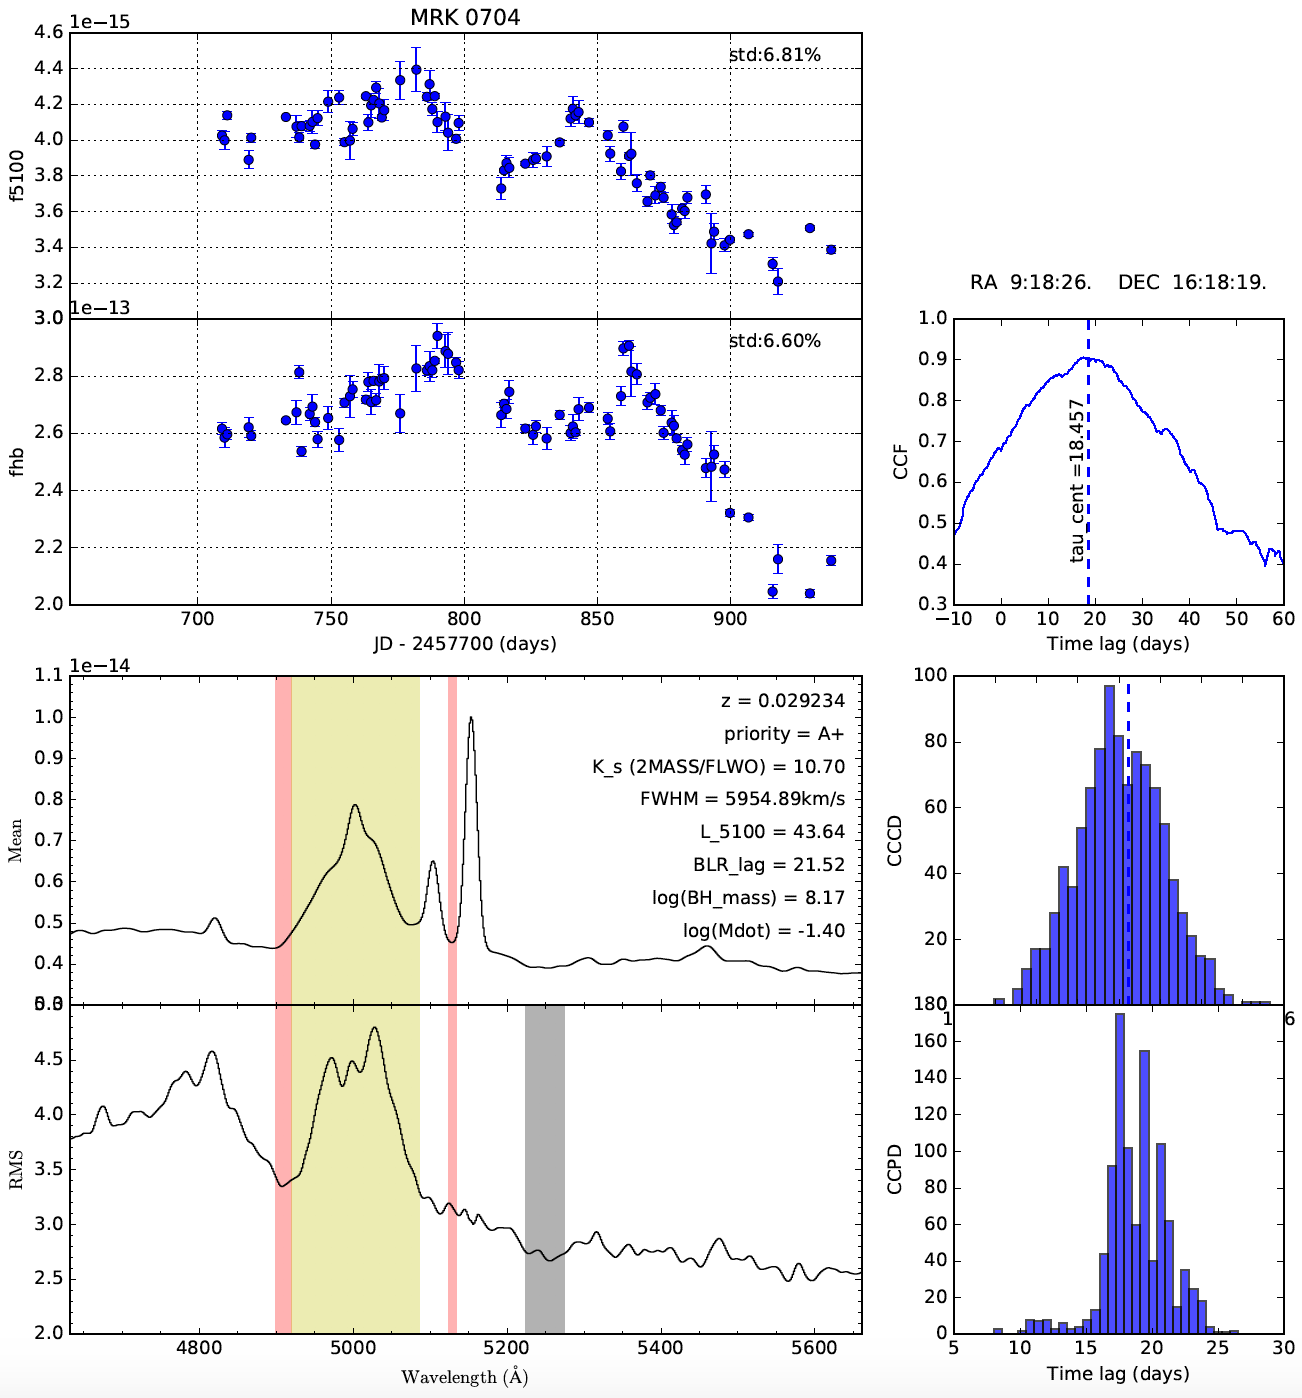 MRK 0704
1e−15
4.6
4.4
4.2
4.0
3.8
3.6
3.4
3.2
3.0
f5100
std:6.81%
1e−13
2.8
2.6
2.4
2.2
2.0
fhb
std:6.60%
700 750 800 850 900
JD - 2457700 (days)
RA 9:18:26. DEC 16:18:19.
1.0
0.9
0.8
0.7
0.6
0.5
0.4
0.3
CCF
tau_cent =18.457
−10 0 10 20 30 40 50 60
Time lag (days)
1e−14
1.1
1.0
0.9
0.8
0.7
0.6
0.5
0.4
Mean
z = 0.029234
priority = A+
K_s (2MASS/FLWO) = 10.70
FWHM = 5954.89km/s
L_5100 = 43.64
BLR_lag = 21.52
log(BH_mass) = 8.17
log(Mdot) = -1.40
4.5
4.0
3.5
3.0
2.5
2.0
RMS
4800 5000 5200 5400 5600
Wavelength (Å)
100
80
60
40
20
CCCD
180
160
140
120
100
80
60
40
20
0
CCPD
5 10 15 20 25 30
Time lag (days)